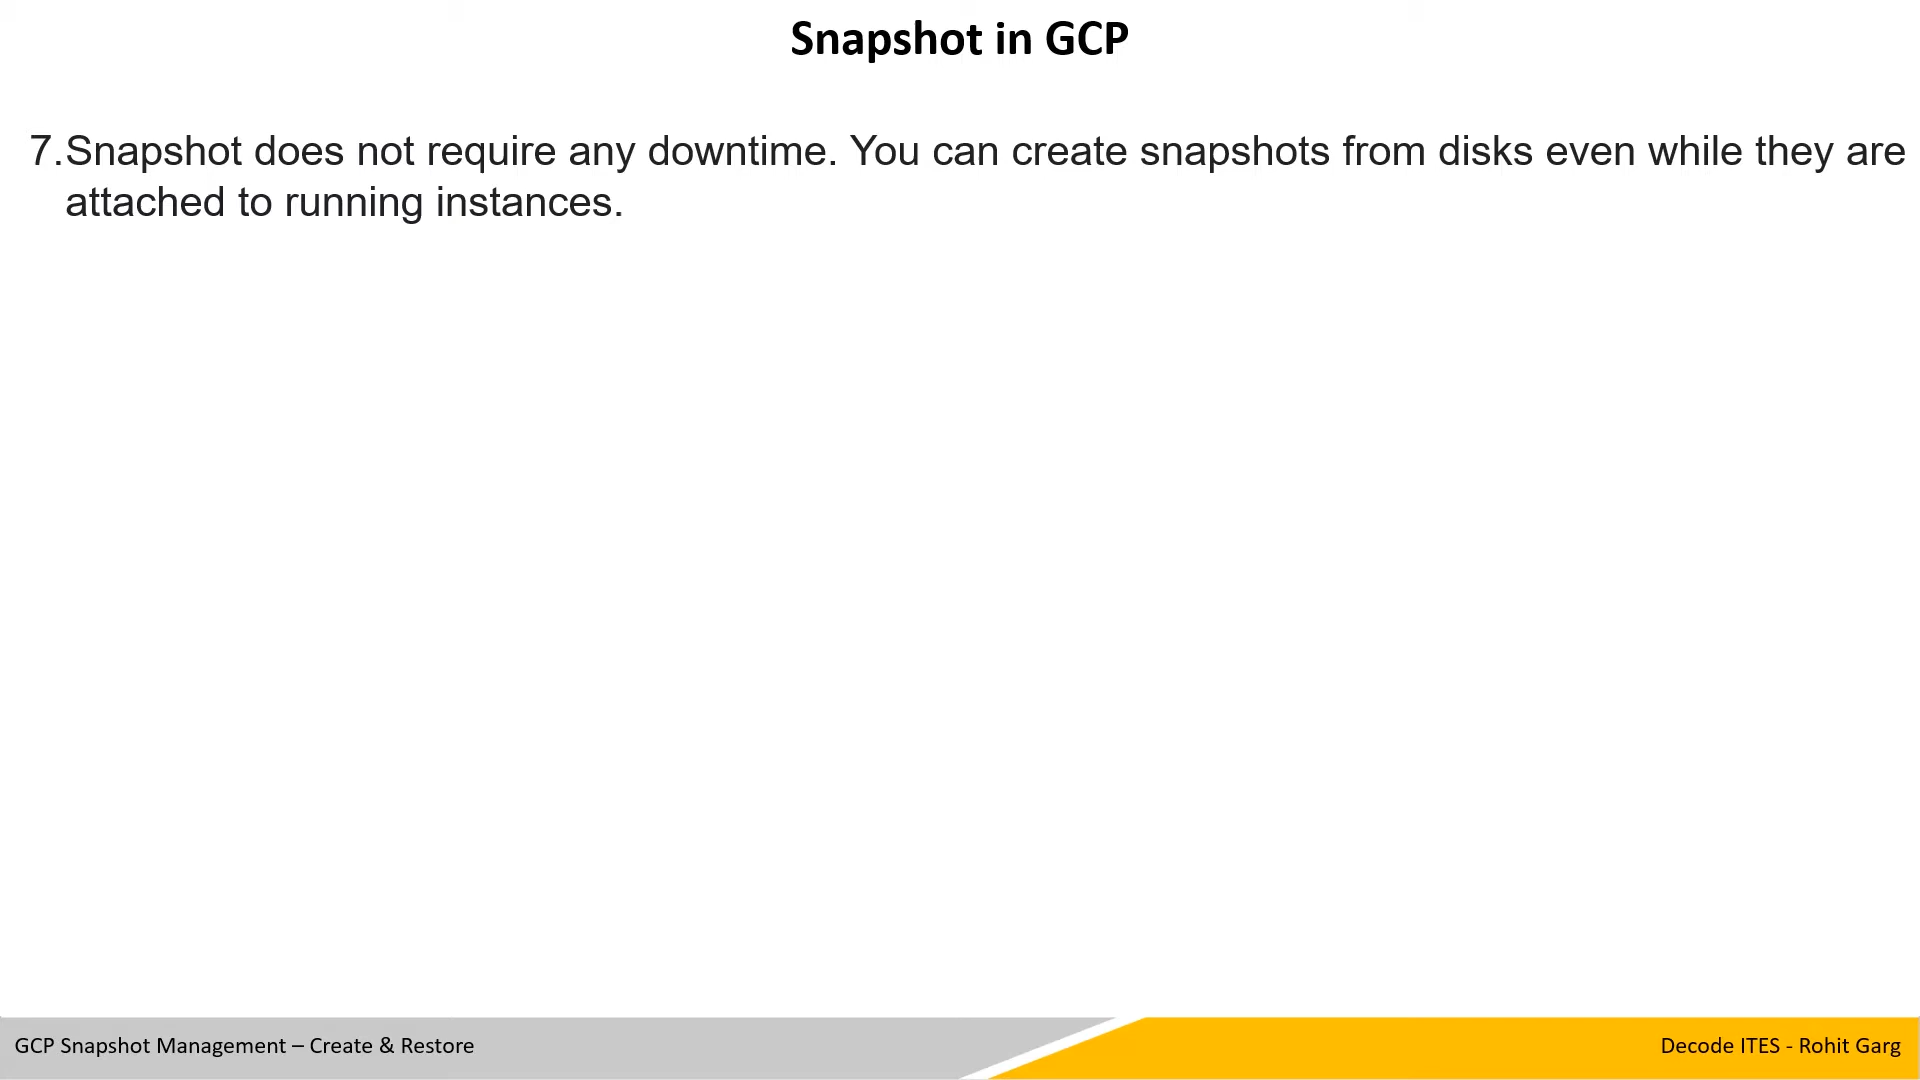 Snapshot in GCP
7.Snapshot does not require any downtime. You can create snapshots from disks even while they are
attached to running instances.
GCP Snapshot Management – Create & Restore
Decode ITES - Rohit Garg